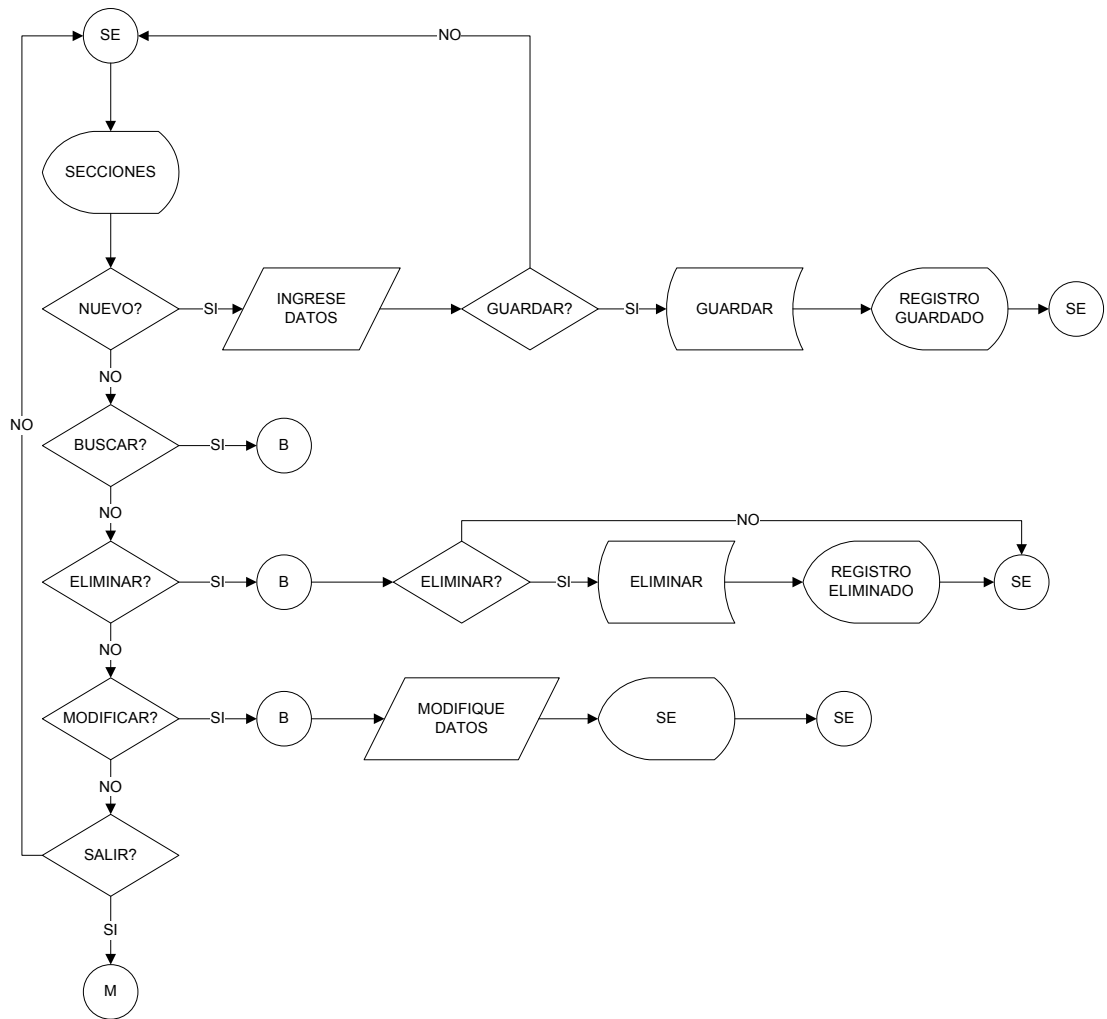 SE
NO
SECCIONES
NUEVO?
SI
INGRESE
DATOS
GUARDAR?
SI
GUARDAR
REGISTRO
GUARDADO
SE
NO
NO
BUSCAR?
SI
B
NO
NO
ELIMINAR?
SI
B
ELIMINAR?
SI
ELIMINAR
REGISTRO
ELIMINADO
SE
NO
MODIFICAR?
SI
B
MODIFIQUE
DATOS
SE
SE
NO
SALIR?
SI
M